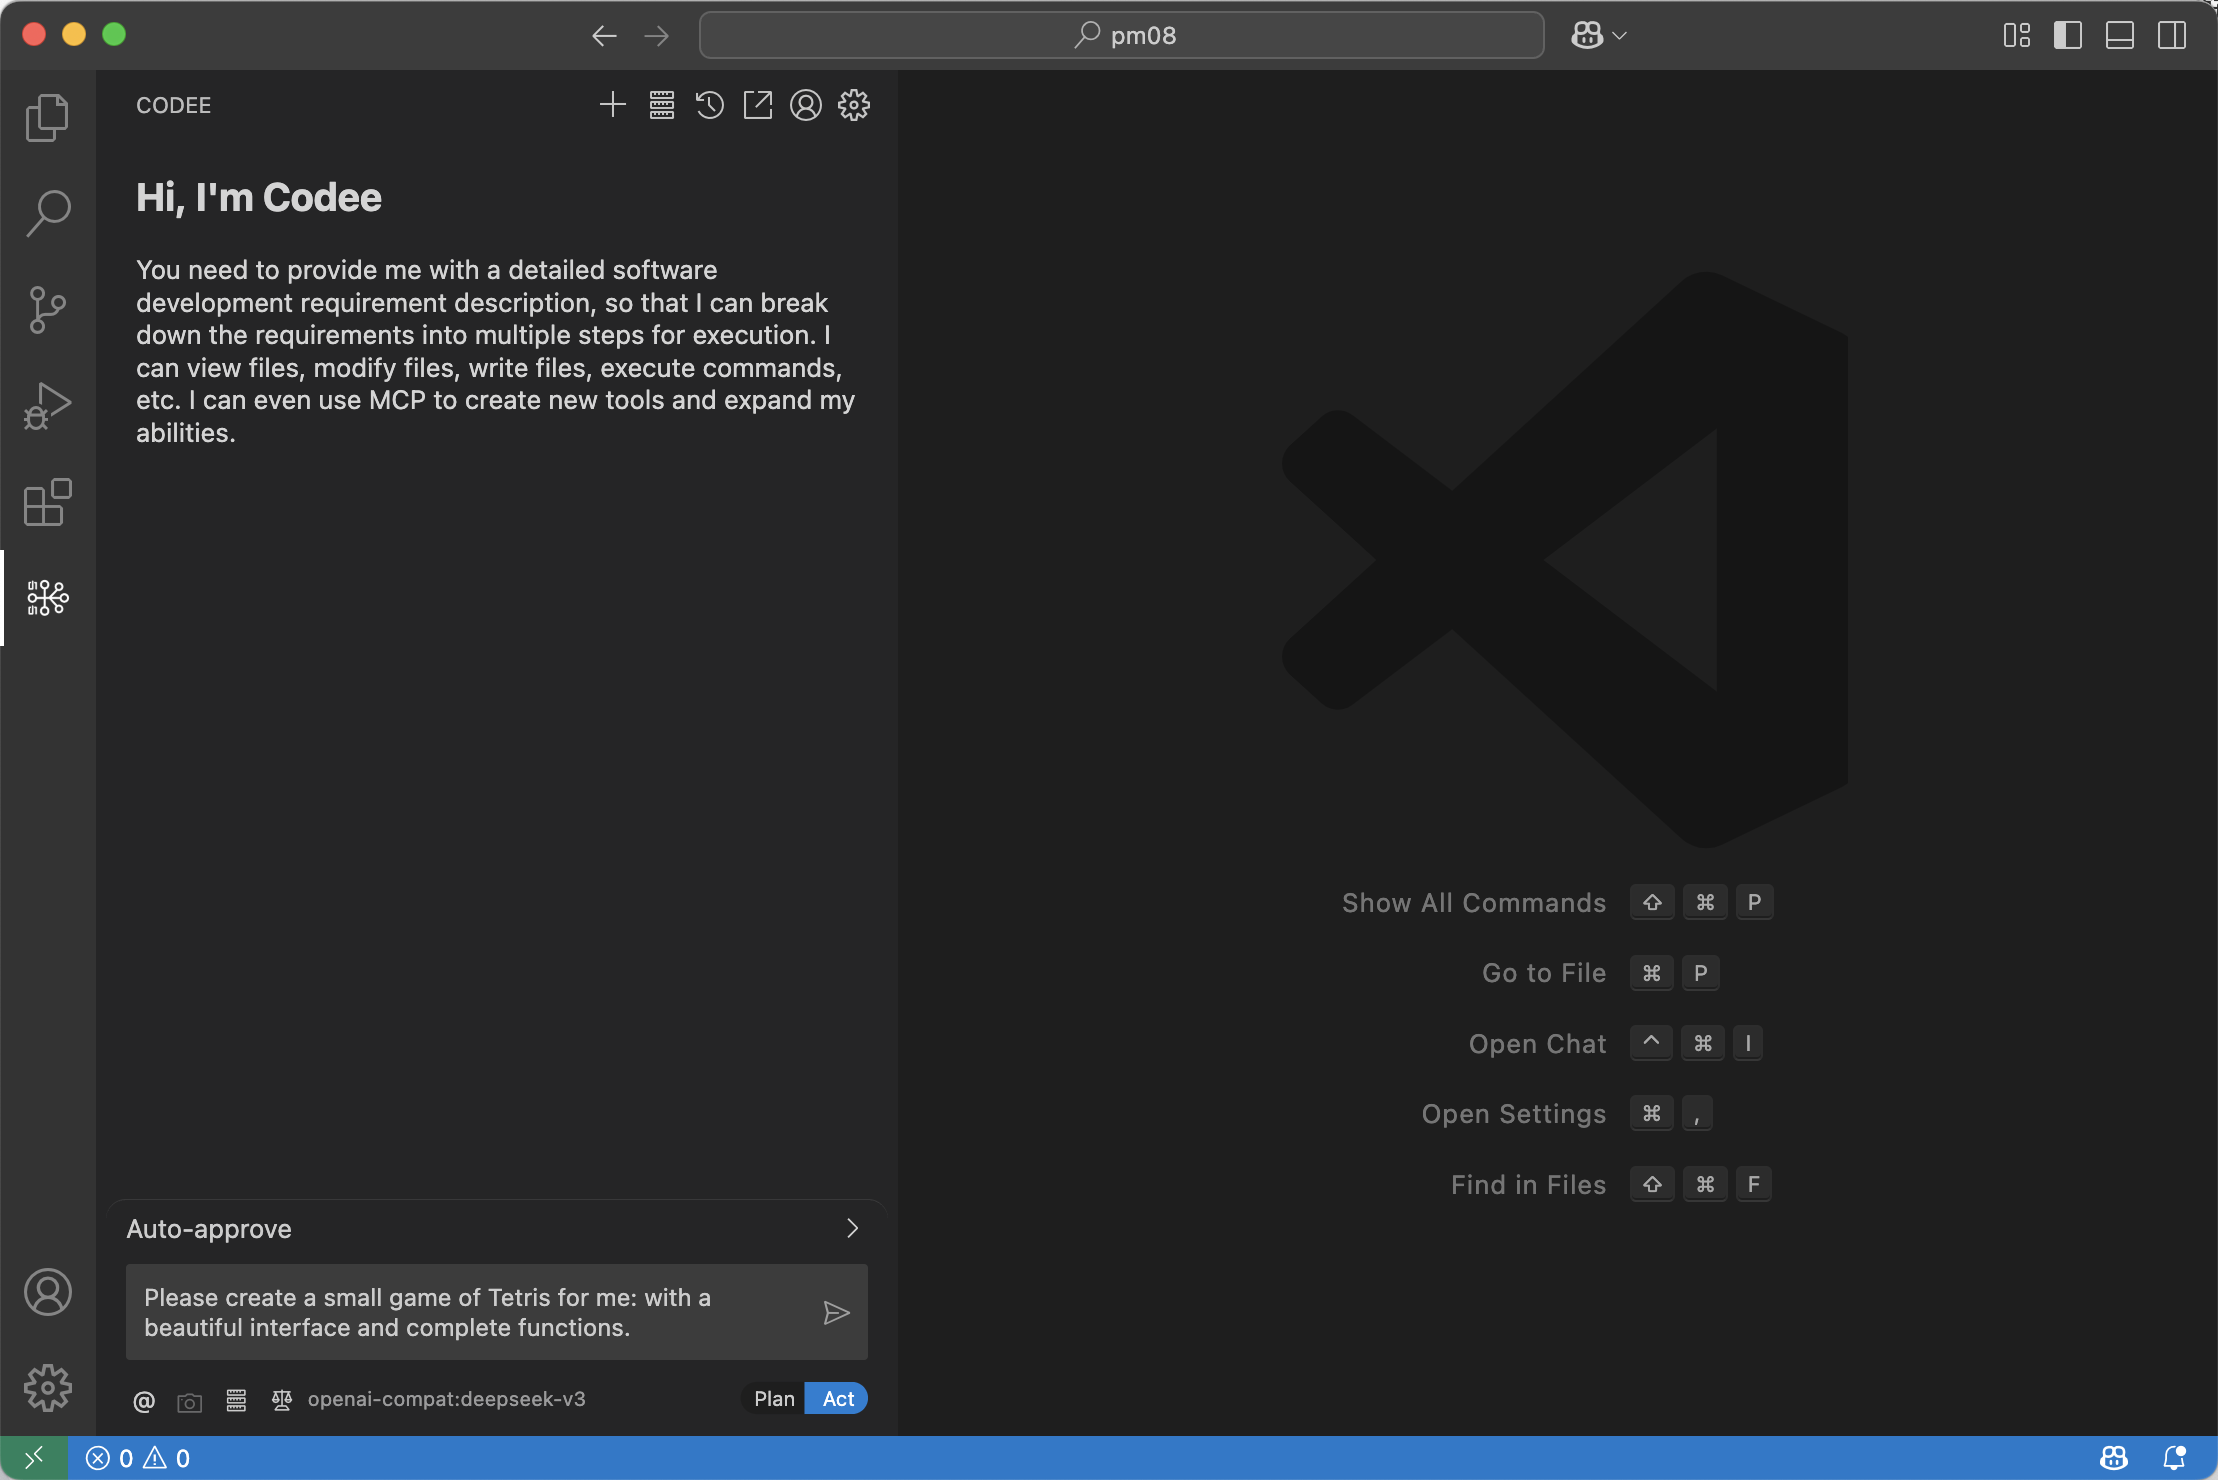 pm08
CODEE
Hi, I'm Codee
You need to provide me with a detailed software
development requirement description, so that I can break
down the requirements into multiple steps for execution. I
can view files, modify files, write files, execute commands,
etc. I can even use MCP to create new tools and expand my
abilities.
Show All Commands ⇧ ⌘ P
Go to File ⌘ P
Open Chat ^ ⌘ I
Open Settings ⌘ ,
Find in Files ⇧ ⌘ F
Auto-approve
Please create a small game of Tetris for me: with a
beautiful interface and complete functions.
@ openai-compat:deepseek-v3 Plan Act
0 0